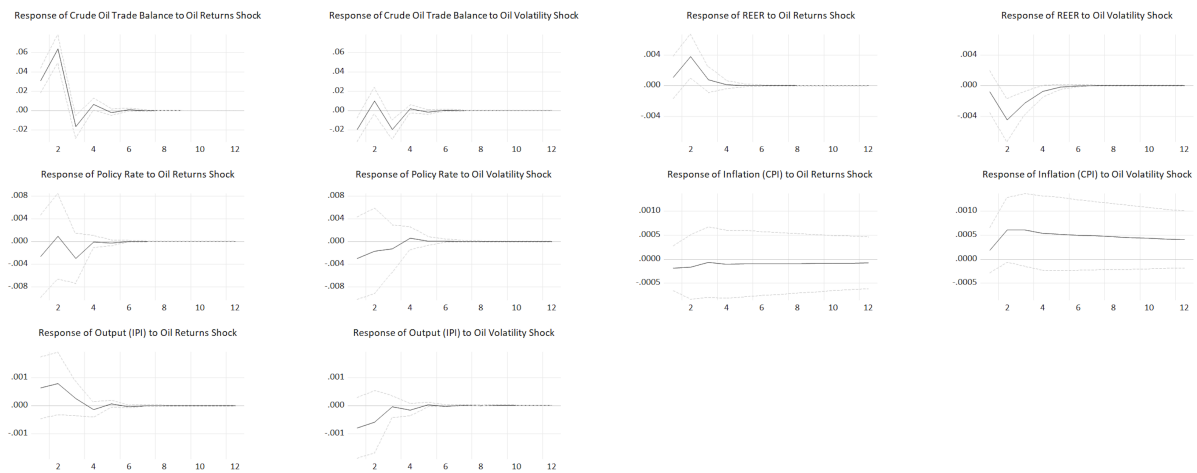 Response of Crude Oil Trade Balance to Oil Returns Shock
.06
.04
.02
.00
-.02
2 4 6 8 10 12
Response of Crude Oil Trade Balance to Oil Volatility Shock
.06
.04
.02
.00
-.02
2 4 6 8 10 12
Response of REER to Oil Returns Shock
.004
.000
-.004
2 4 6 8 10 12
Response of REER to Oil Volatility Shock
.004
.000
-.004
2 4 6 8 10 12
Response of Policy Rate to Oil Returns Shock
.008
.004
.000
-.004
-.008
2 4 6 8 10 12
Response of Policy Rate to Oil Volatility Shock
.008
.004
.000
-.004
-.008
2 4 6 8 10 12
Response of Inflation (CPI) to Oil Returns Shock
.0010
.0005
.0000
-.0005
2 4 6 8 10 12
Response of Inflation (CPI) to Oil Volatility Shock
.0010
.0005
.0000
-.0005
2 4 6 8 10 12
Response of Output (IPI) to Oil Returns Shock
.001
.000
-.001
2 4 6 8 10 12
Response of Output (IPI) to Oil Volatility Shock
.001
.000
-.001
2 4 6 8 10 12